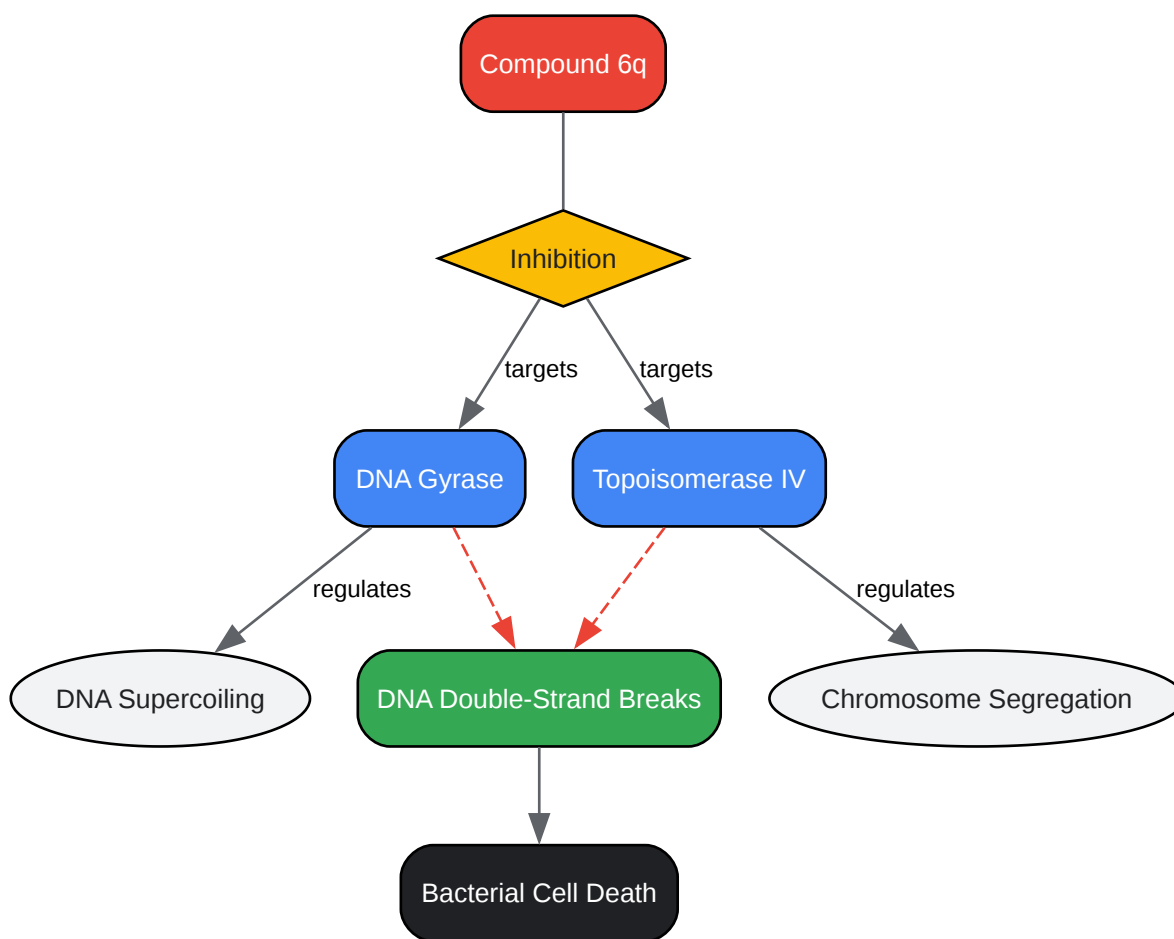 Compound 6q
Inhibition
targets
targets
DNA Gyrase
Topoisomerase IV
regulates
regulates
DNA Supercoiling
DNA Double-Strand Breaks
Chromosome Segregation
Bacterial Cell Death